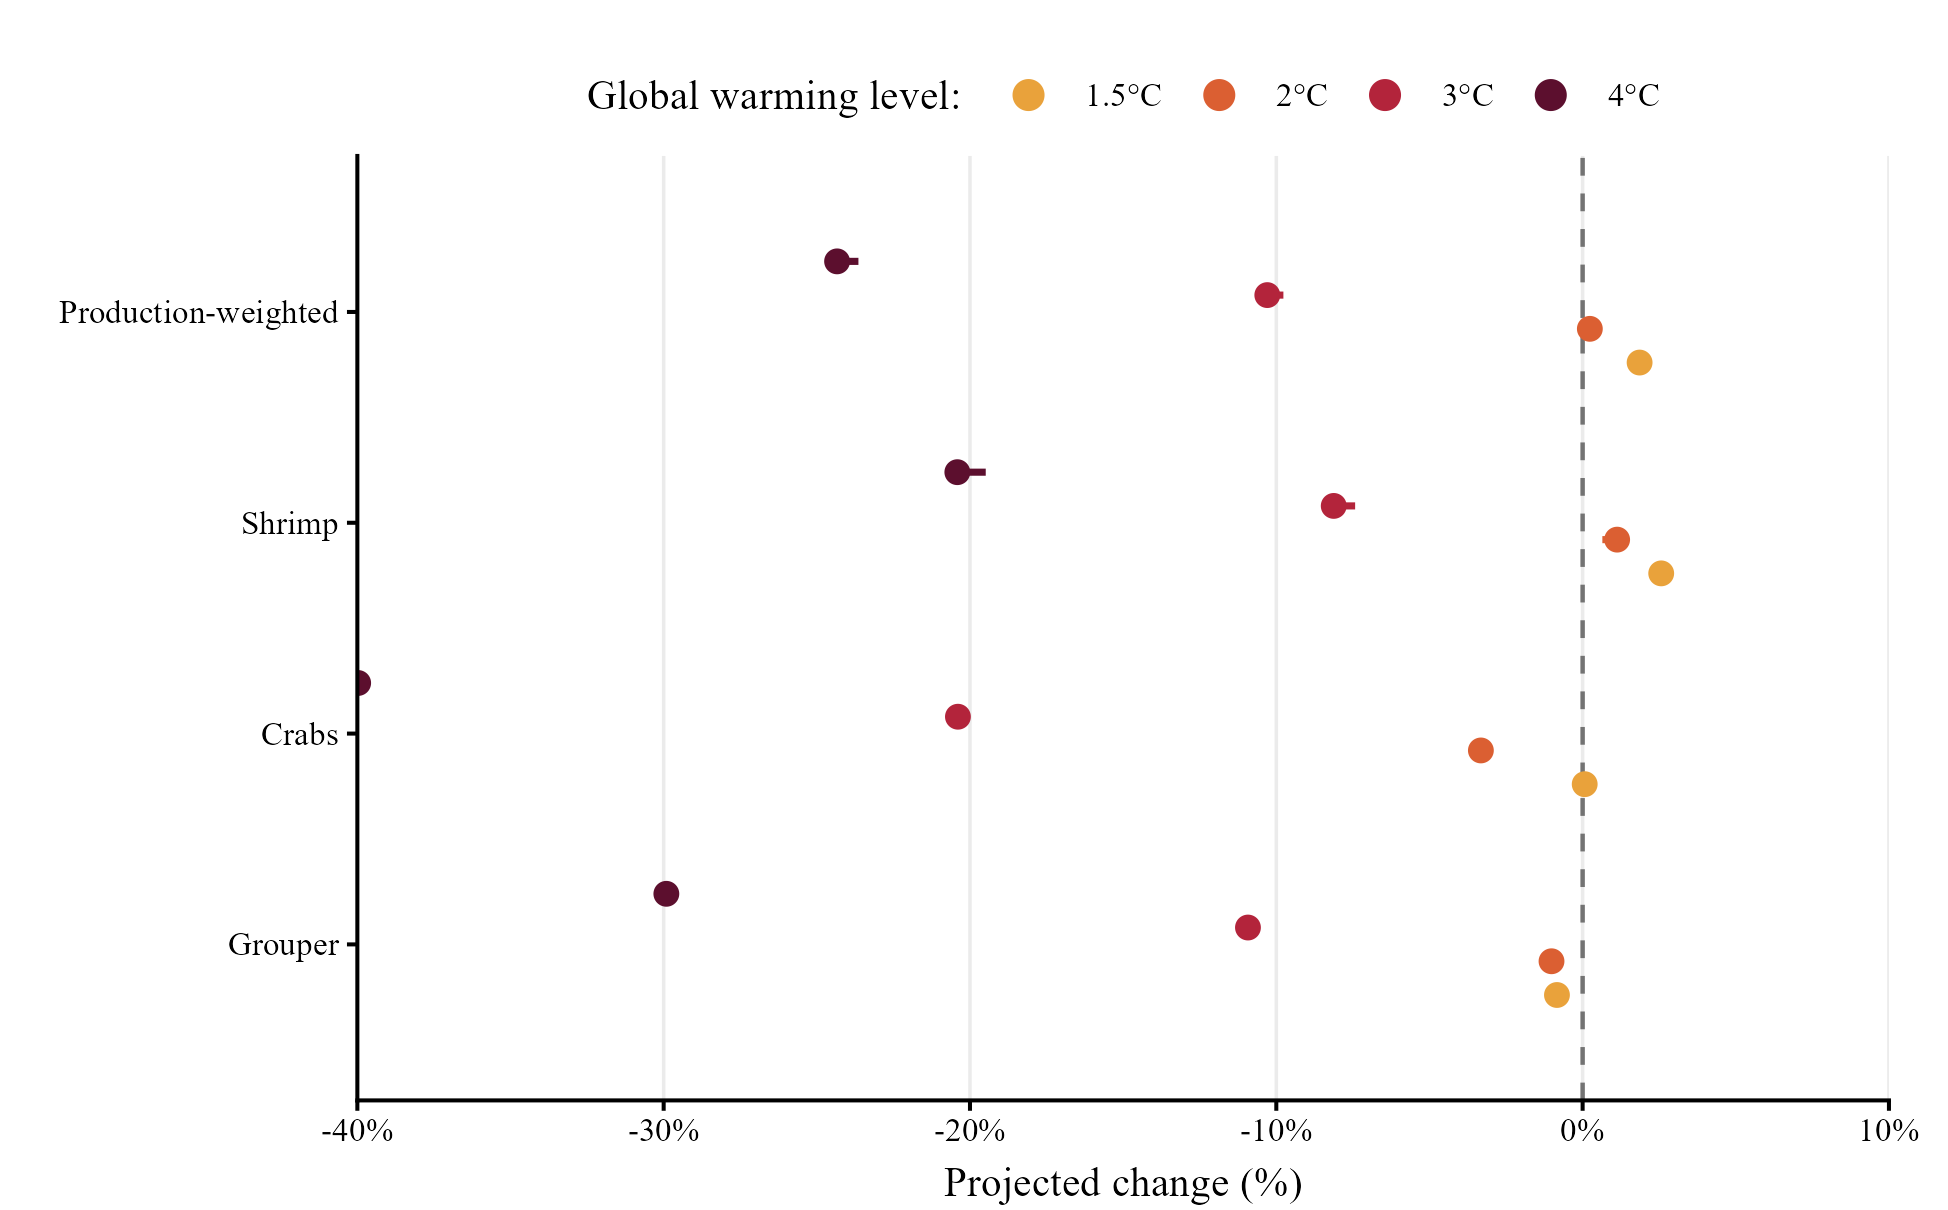 Global warming level: 1.5°C 2°C 3°C 4°C
Production-weighted
Shrimp
Crabs
Grouper
-40% -30% -20% -10% 0% 10%
Projected change (%)